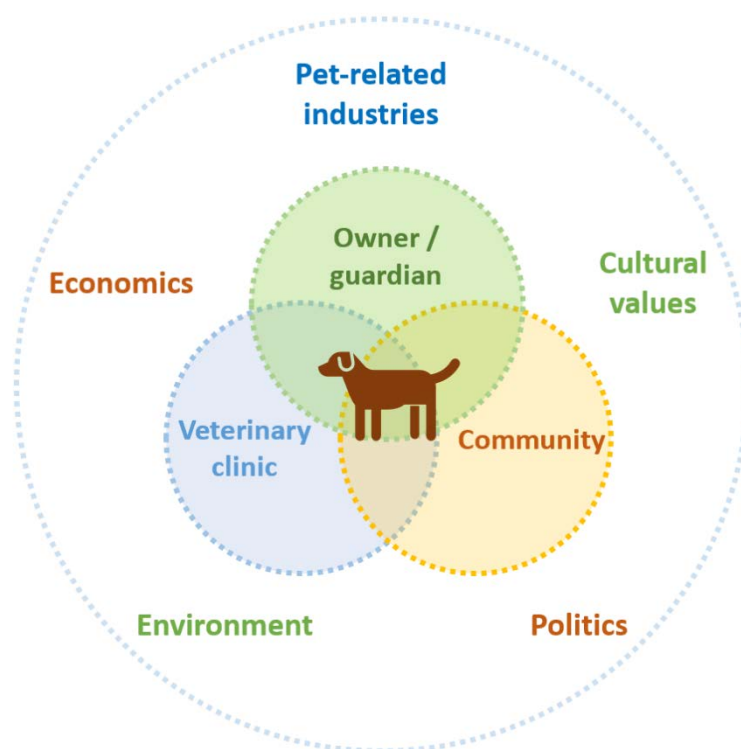 Pet-related
industries
Owner /
guardian
Economics
Cultural
values
Veterinary
clinic
Community
Environment
Politics